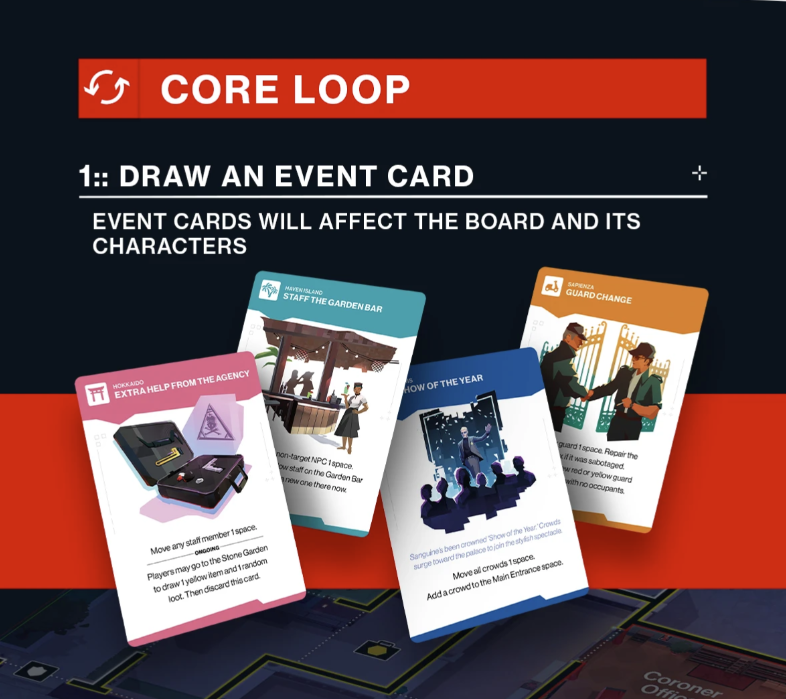 CORE LOOP
1:: DRAW AN EVENT CARD
EVENT CARDS WILL AFFECT THE BOARD AND ITS
CHARACTERS
HAVEN ISLAND
STAFF THE GARDEN BAR
non-target NPC 1 space.
staff on the Garden Bar
new one there now.
SAPIENZA
GUARD CHANGE
guard 1 space. Repair the
if it was sabotaged.
red or yellow guard
with no occupants.
HOKKAIDO
EXTRA HELP FROM THE AGENCY
Move any staff member 1 space.
ONGOING
Players may go to the Stone Garden
to draw 1 yellow item and 1 random
loot. Then discard this card.
HOW OF THE YEAR
Sanguine's been crowned 'Show of the Year.' Crowds
surge toward the palace to join the stylish spectacle.
Move all crowds 1 space.
Add a crowd to the Main Entrance space.
Coroner
Offic